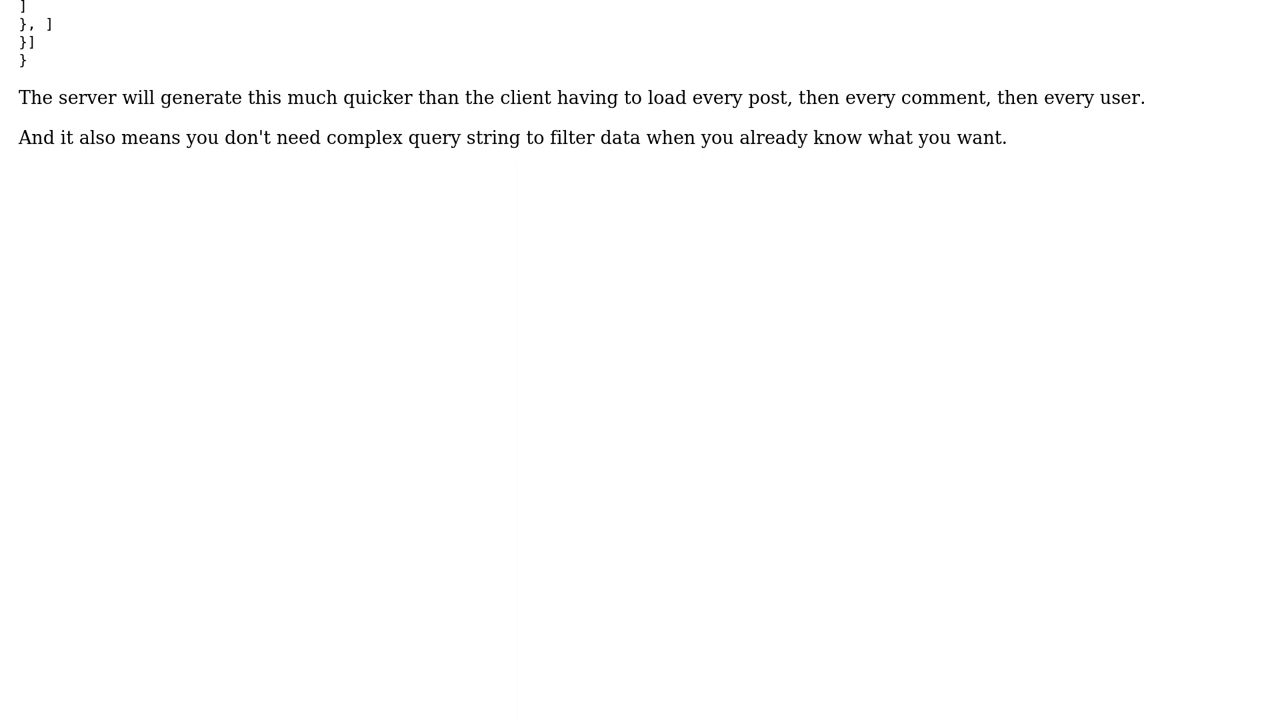 ]
}, ]
}]
}
The server will generate this much quicker than the client having to load every post, then every comment, then every user.
And it also means you don't need complex query string to filter data when you already know what you want.